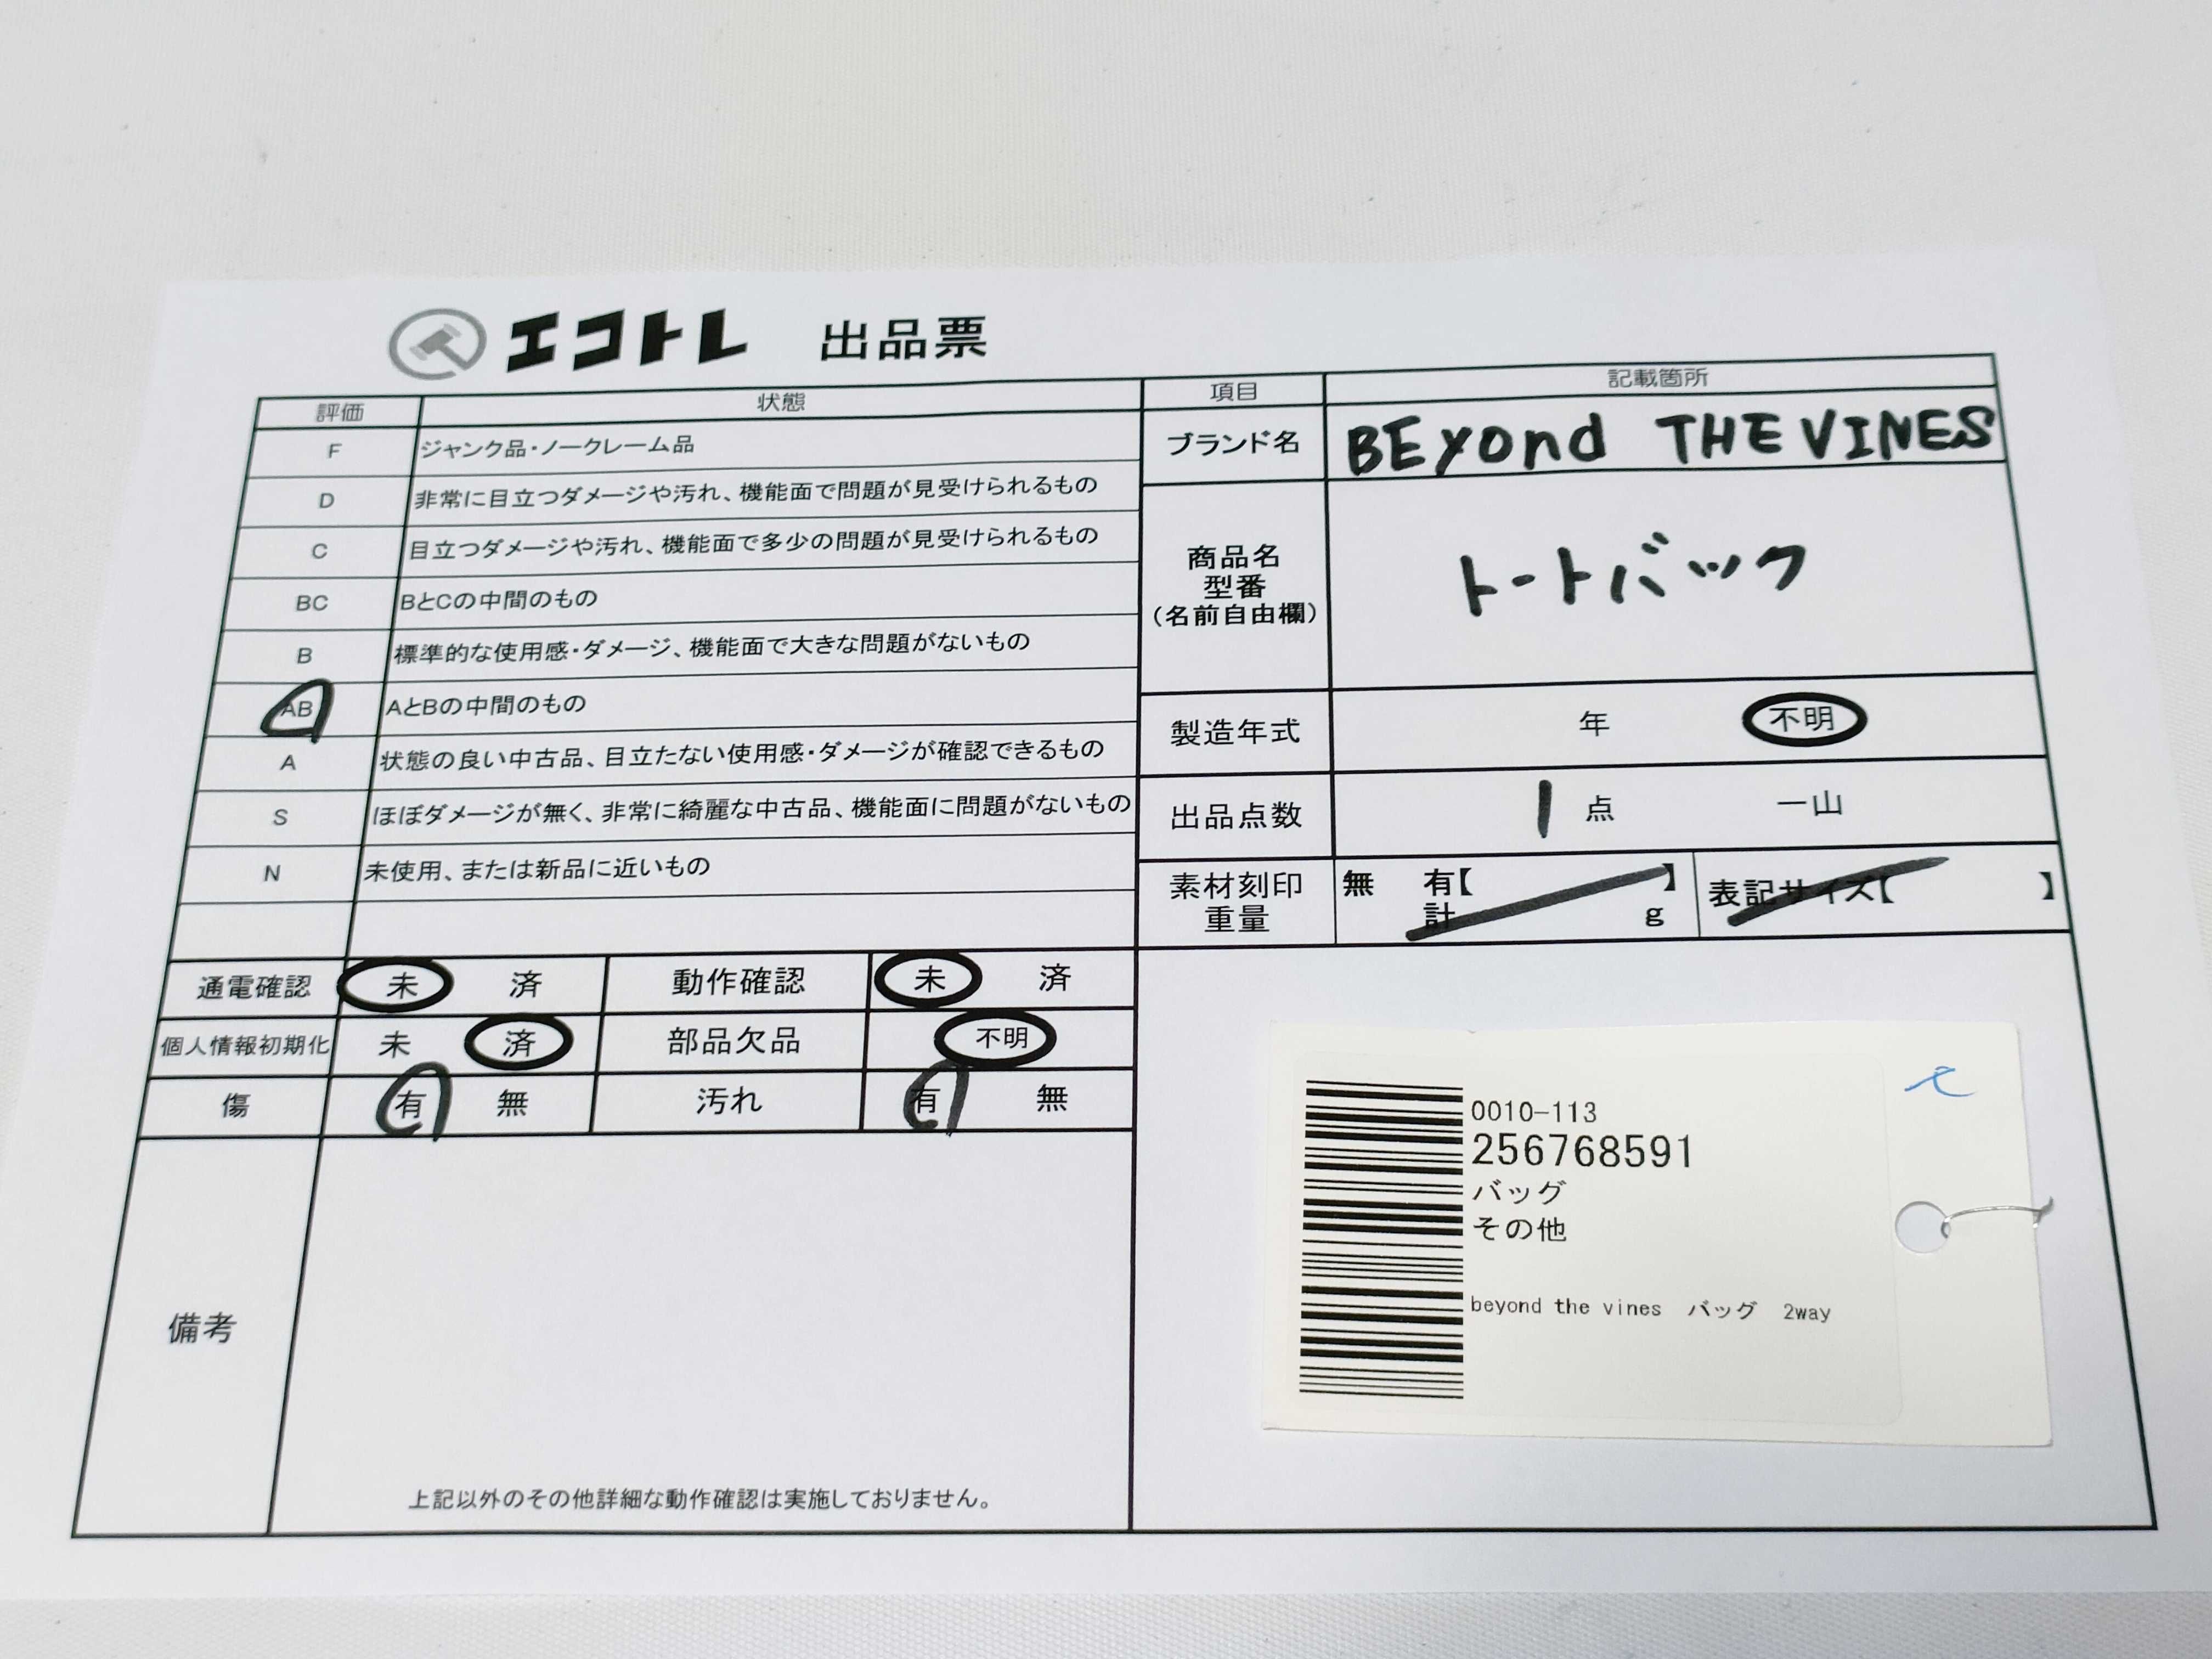 エコトレ 出品票
評価 状態
F ジャンク品・ノークレーム品
D 非常に目立つダメージや汚れ、機能面で問題が見受けられるもの
C 目立つダメージや汚れ、機能面で多少の問題が見受けられるもの
BC BとCの中間のもの
B 標準的な使用感・ダメージ、機能面で大きな問題がないもの
AB AとBの中間のもの
A 状態の良い中古品、目立たない使用感・ダメージが確認できるもの
S ほぼダメージが無く、非常に綺麗な中古品、機能面に問題がないもの
N 未使用、または新品に近いもの
項目 記載箇所
ブランド名 BEyond THE VINES
商品名
型番
(名前自由欄)
トートバック
製造年式 年 不明
出品点数 1 点 一山
素材刻印
重量
無 有【 】
計 g
表記サイズ【 】
通電確認 未 済 動作確認 未 済
個人情報初期化 未 済 部品欠品 不明
傷 有 無 汚れ 有 無
備考
上記以外のその他詳細な動作確認は実施しておりません。
0010-113
256768591
バッグ
その他
beyond the vines バッグ 2way